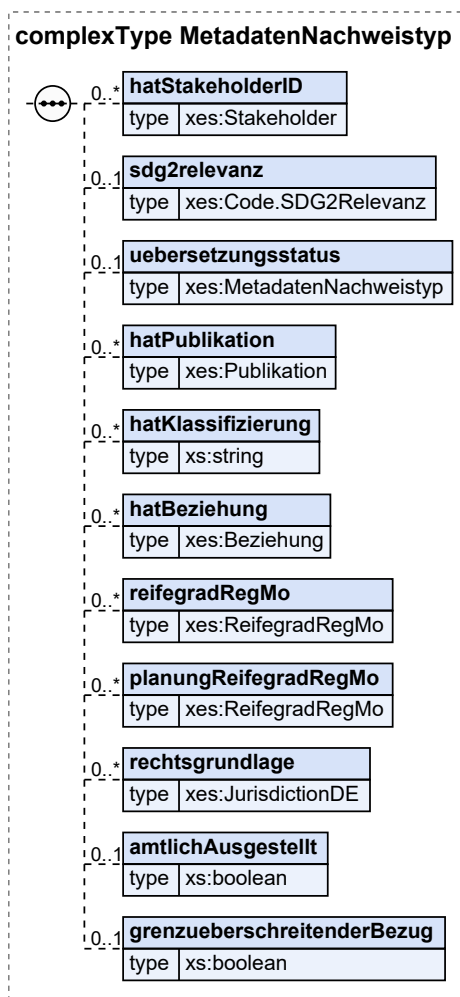 complexType MetadatenNachweistyp
0..* hatStakeholderID
type xes:Stakeholder
0..1 sdg2relevanz
type xes:Code.SDG2Relevanz
0..1 uebersetzungsstatus
type xes:MetadatenNachweistyp
0..* hatPublikation
type xes:Publikation
0..* hatKlassifizierung
type xs:string
0..* hatBeziehung
type xes:Beziehung
0..* reifegradRegMo
type xes:ReifegradRegMo
0..* planungReifegradRegMo
type xes:ReifegradRegMo
0..* rechtsgrundlage
type xes:JurisdictionDE
0..1 amtlichAusgestellt
type xs:boolean
0..1 grenzueberschreitenderBezug
type xs:boolean